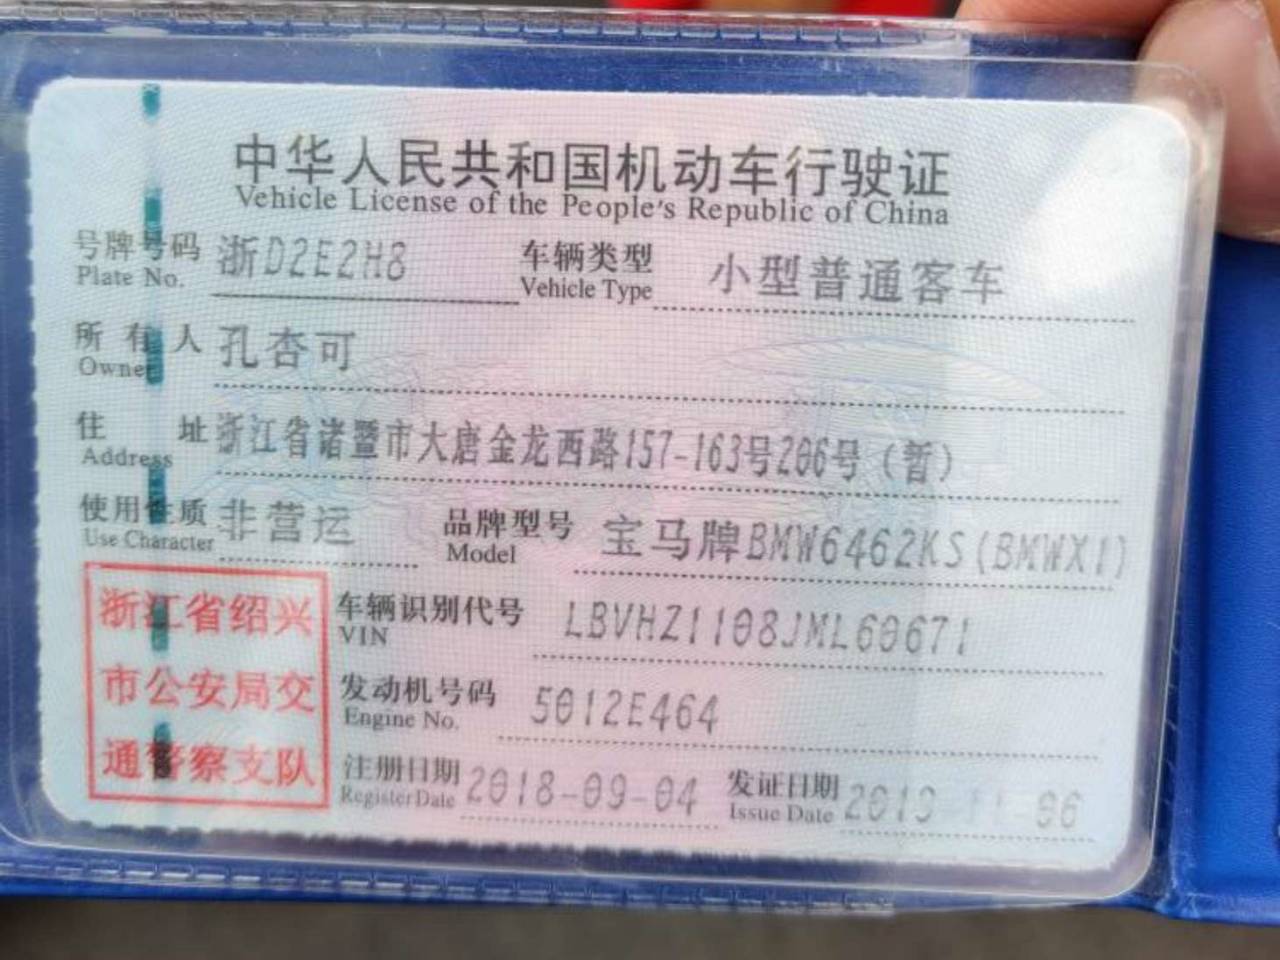 中华人民共和国机动车行驶证
Vehicle License of the People's Republic of China
号牌号码 浙D2E2H8 车辆类型 小型普通客车
Plate No. Vehicle Type
所有人 孔杏可
Owner
住址 浙江省诸暨市大唐金龙西路157-163号206号（暂）
Address
使用性质 非营运 品牌型号 宝马牌BMW6462KS(BMWX1)
Use Character Model
浙江省绍兴
市公安局交
通警察支队
车辆识别代号 LBVHZ1108JML60671
VIN
发动机号码 5012E464
Engine No.
注册日期 2018-09-04 发证日期
Register Date Issue Date